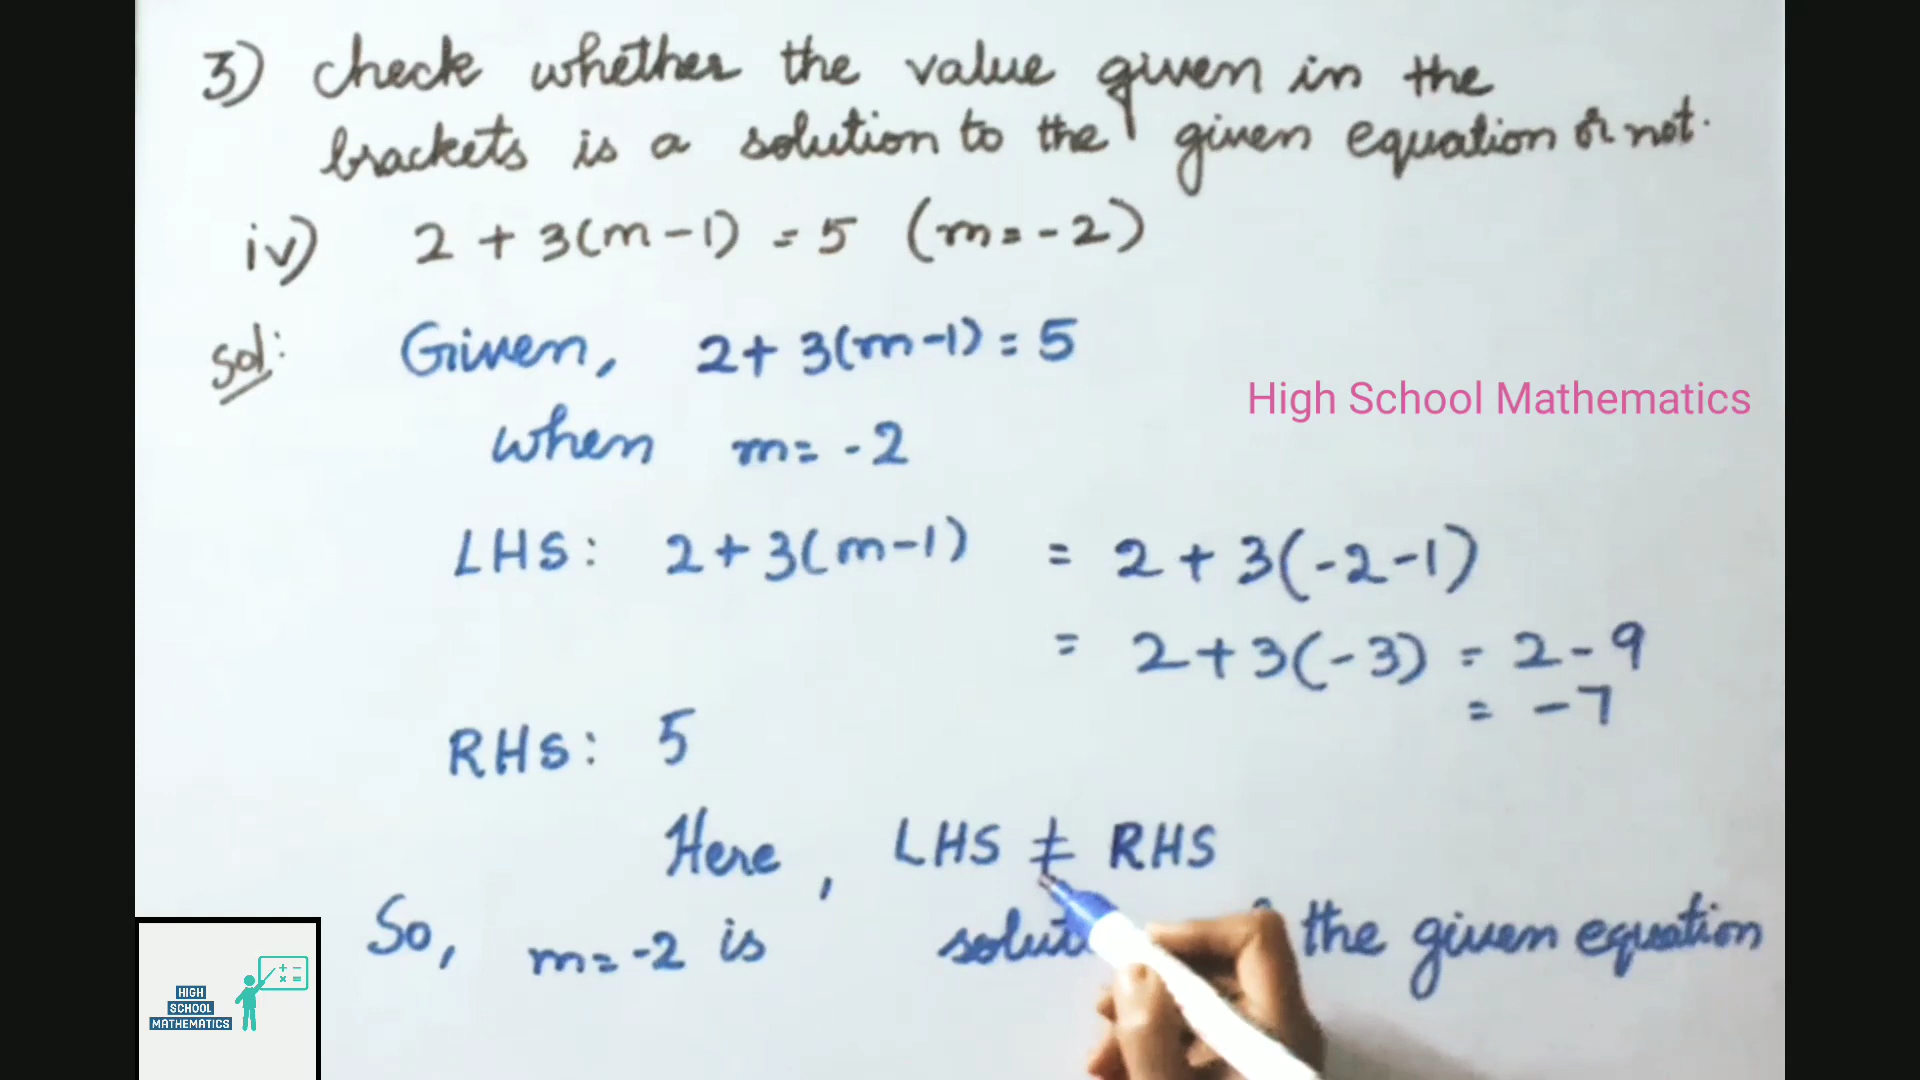 3) check whether the value given in the
brackets is a solution to the given equation or not.
iv) 2 + 3(m-1) = 5 (m = -2)
Sol: Given, 2+ 3(m-1) = 5
when m = -2
High School Mathematics
LHS: 2+3(m-1) = 2 + 3(-2-1)
= 2+3(-3) = 2-9
= -7
RHS: 5
Here, LHS ≠ RHS
So, m = -2 is the given equation
HIGH
SCHOOL
MATHEMATICS